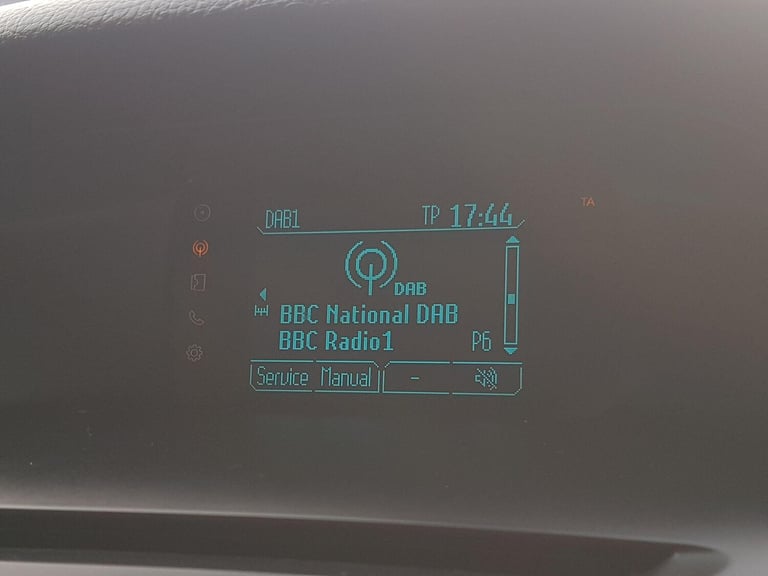 DAB1 TP 17:44
TA
DAB
BBC National DAB
BBC Radio1 P6
Service Manual -